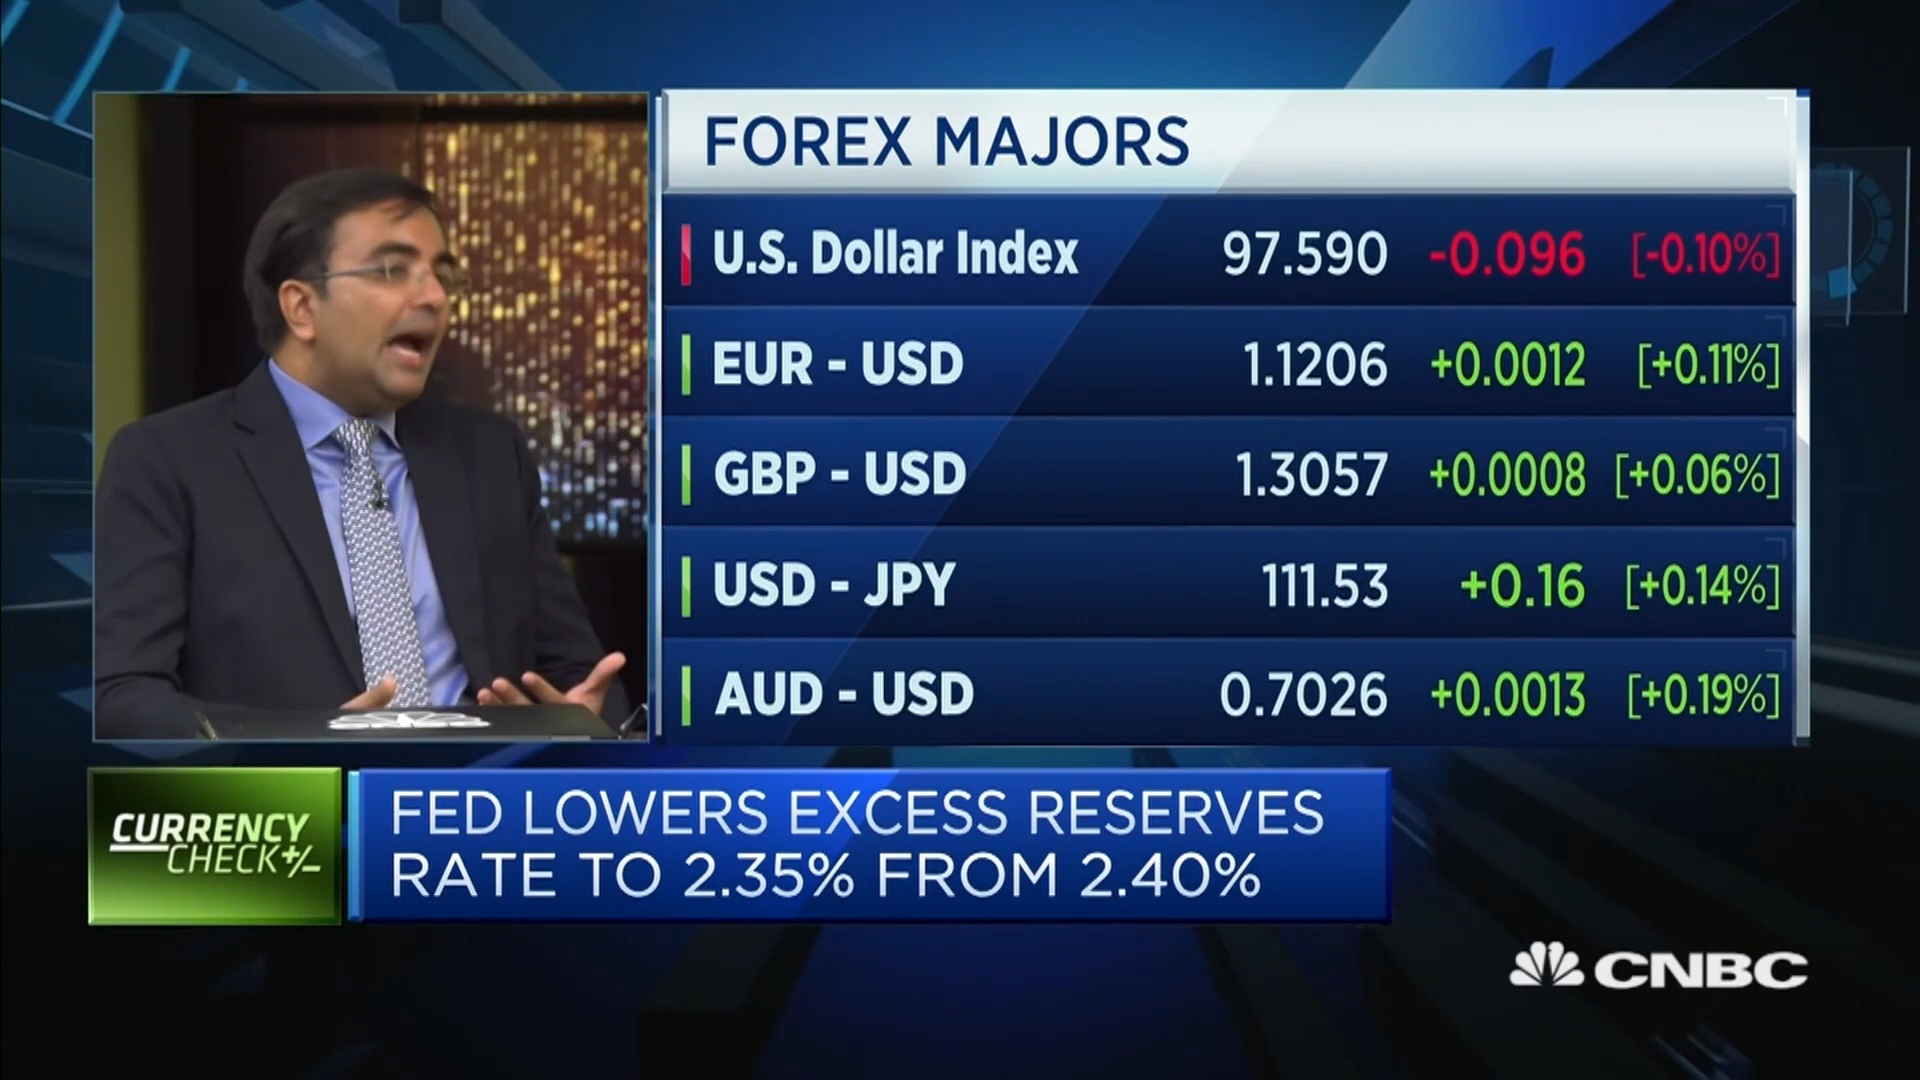 FOREX MAJORS
U.S. Dollar Index 97.590 -0.096 [-0.10%]
EUR - USD 1.1206 +0.0012 [+0.11%]
GBP - USD 1.3057 +0.0008 [+0.06%]
USD - JPY 111.53 +0.16 [+0.14%]
AUD - USD 0.7026 +0.0013 [+0.19%]
CURRENCY
CHECK+/-
FED LOWERS EXCESS RESERVES
RATE TO 2.35% FROM 2.40%
CNBC